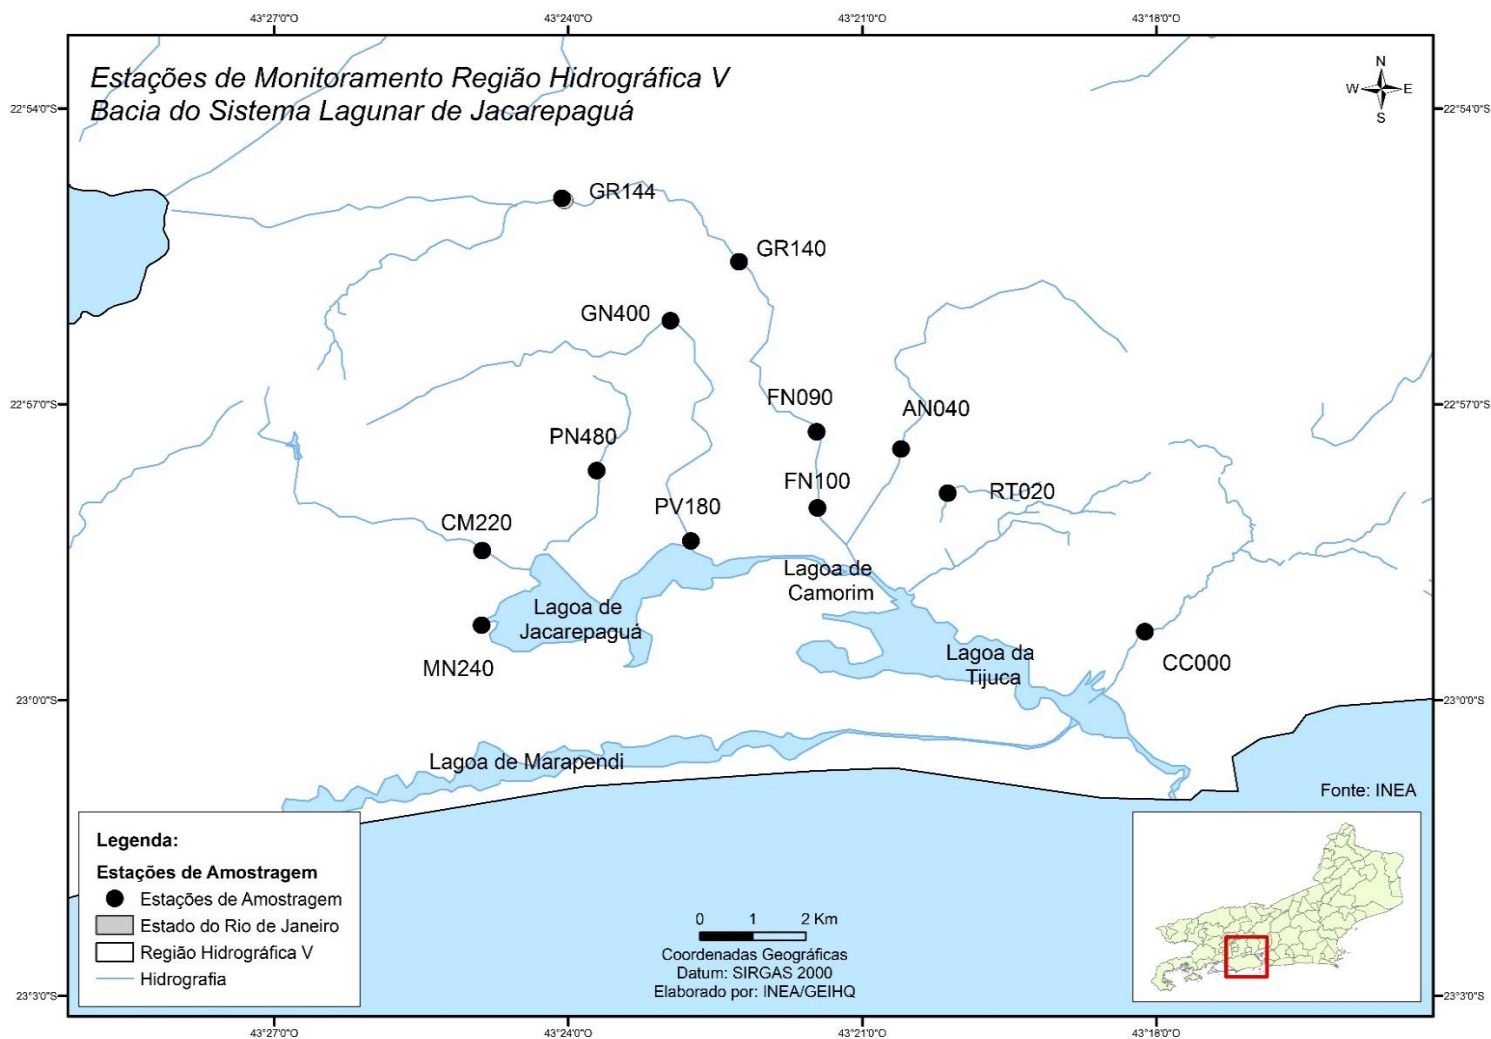 43°27'0"O
43°24'0"O
43°21'0"O
43°18'0"O
Estações de Monitoramento Região Hidrográfica V
Bacia do Sistema Lagunar de Jacarepaguá
N
W
E
S
22°54'0"S
22°54'0"S
GR144
GR140
GN400
FN090
AN040
22°57'0"S
22°57'0"S
PN480
FN100
RT020
PV180
CM220
Lagoa de
Camorim
Lagoa de
Jacarepaguá
MN240
Lagoa da
Tijuca
CC000
23°0'0"S
23°0'0"S
Lagoa de Marapendi
Fonte: INEA
Legenda:
Estações de Amostragem
Estações de Amostragem
Estado do Rio de Janeiro
Região Hidrográfica V
Hidrografia
0 1 2 Km
Coordenadas Geográficas
Datum: SIRGAS 2000
Elaborado por: INEA/GEIHQ
23°3'0"S
23°3'0"S
43°27'0"O
43°24'0"O
43°21'0"O
43°18'0"O